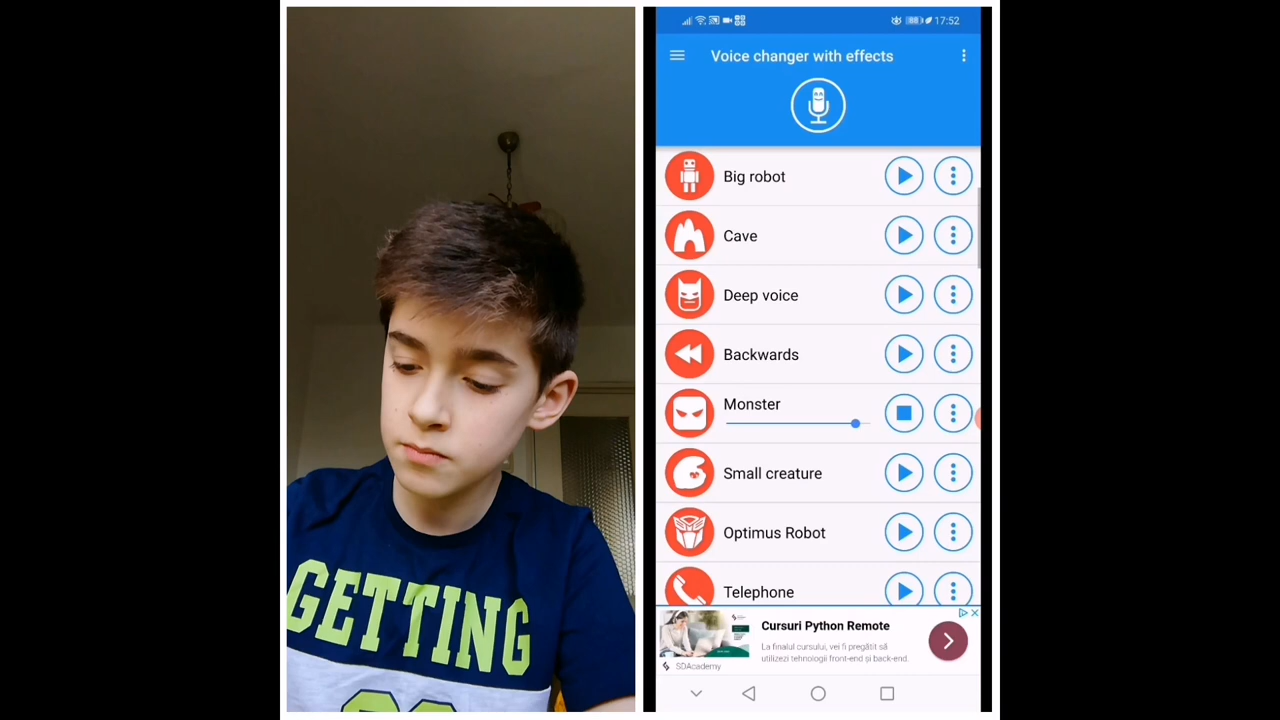 GETTING
17:52
Voice changer with effects
Big robot
Cave
Deep voice
Backwards
Monster
Small creature
Optimus Robot
Telephone
Cursuri Python Remote
La finalul cursului, vei fi pregătit să
utilizezi tehnologii front-end și back-end.
SDAcademy